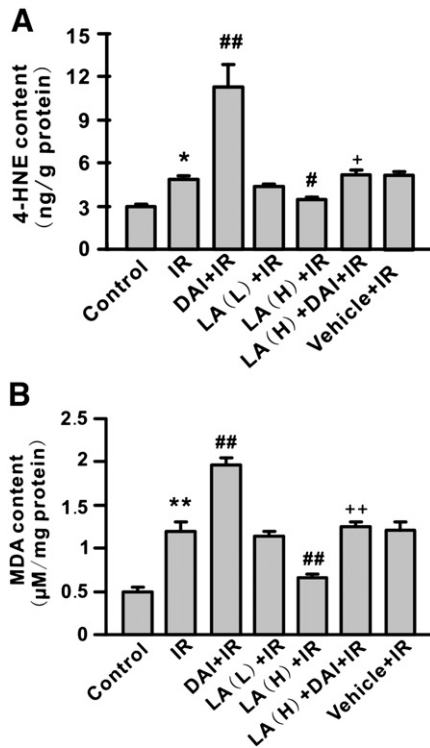 A
4-HNE content
(ng/g protein)
15
12
9
6
3
0
*
##
#
+
Control
IR
DAI+IR
LA(L)+IR
LA(H)+IR
LA(H)+DAI+IR
Vehicle+IR
B
MDA content
(μM/mg protein)
2.5
2
1.5
1
0.5
0
**
##
##
++
Control
IR
DAI+IR
LA(L)+IR
LA(H)+IR
LA(H)+DAI+IR
Vehicle+IR